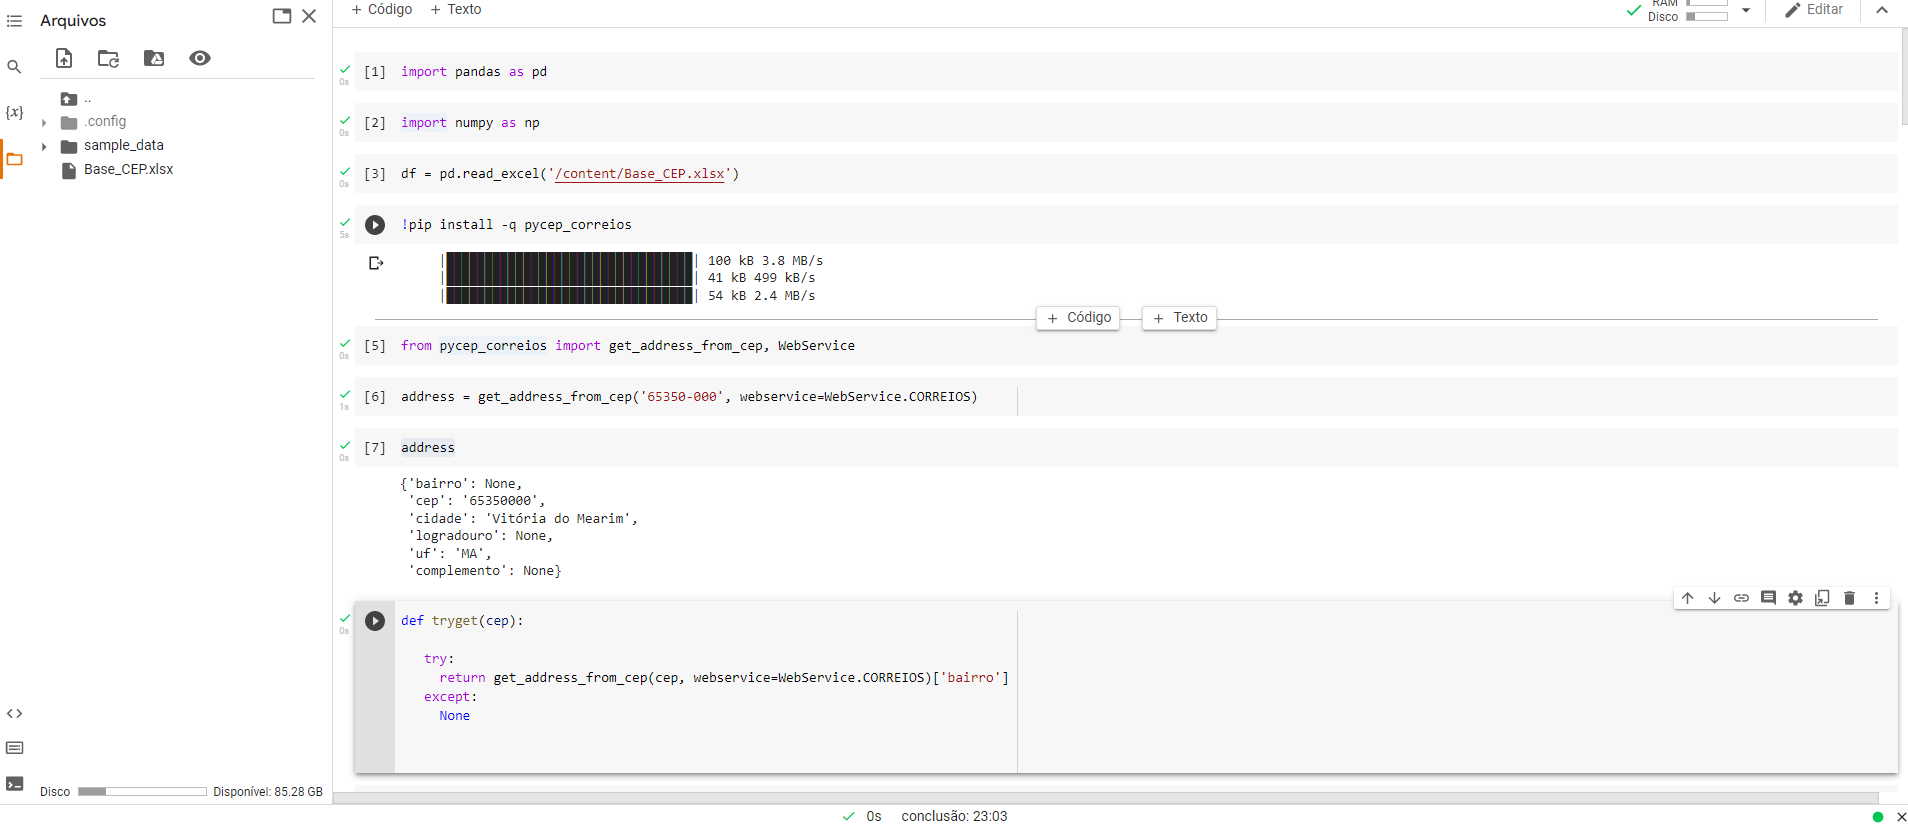 Arquivos
..
.config
sample_data
Base_CEP.xlsx
Disco
Disponível: 85.28 GB
+ Código + Texto
RAM
Disco
Editar
[1] import pandas as pd
0s
[2] import numpy as np
0s
[3] df = pd.read_excel('/content/Base_CEP.xlsx')
0s
!pip install -q pycep_correios
5s
100 kB 3.8 MB/s
41 kB 499 kB/s
54 kB 2.4 MB/s
+ Código + Texto
[5] from pycep_correios import get_address_from_cep, WebService
0s
[6] address = get_address_from_cep('65350-000', webservice=WebService.CORREIOS)
1s
[7] address
0s
{'bairro': None,
'cep': '65350000',
'cidade': 'Vitória do Mearim',
'logradouro': None,
'uf': 'MA',
'complemento': None}
def tryget(cep):
0s
try:
return get_address_from_cep(cep, webservice=WebService.CORREIOS)['bairro']
except:
None
0s conclusão: 23:03